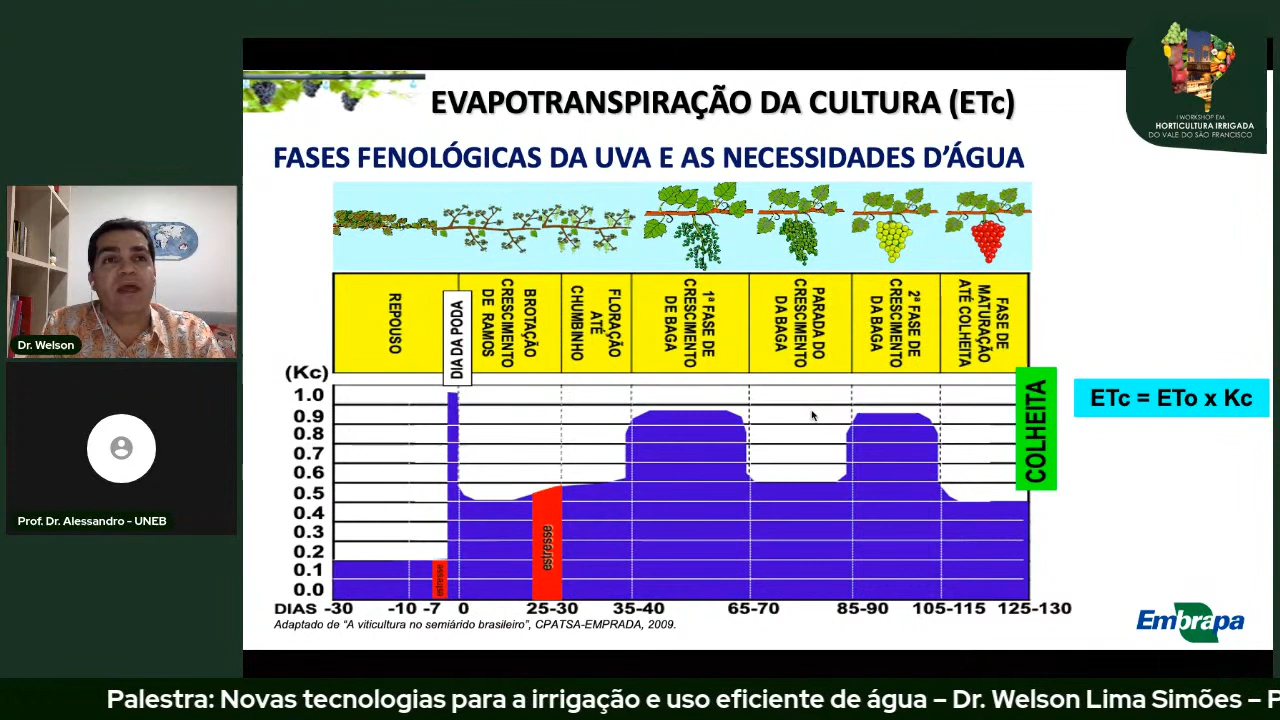 I WORKSHOP EM
HORTICULTURA IRRIGADA
DO VALE DO SÃO FRANCISCO
EVAPOTRANSPIRAÇÃO DA CULTURA (ETc)
FASES FENOLÓGICAS DA UVA E AS NECESSIDADES D'ÁGUA
REPOUSO
DIA DA PODA
BROTAÇÃO
CRESCIMENTO
DE RAMOS
FLORAÇÃO
ATÉ
CHUMBINHO
1ª FASE DE
CRESCIMENTO
DE BAGA
PARADA DO
CRESCIMENTO
DA BAGA
2ª FASE DE
CRESCIMENTO
DA BAGA
FASE DE
MATURAÇÃO
ATÉ COLHEITA
(Kc)
1.0
0.9
0.8
0.7
0.6
0.5
0.4
0.3
0.2
0.1
0.0
estresse
estresse
COLHEITA
ETc = ETo x Kc
DIAS -30 -10 -7 0 25-30 35-40 65-70 85-90 105-115 125-130
Adaptado de "A viticultura no semiárido brasileiro", CPATSA-EMPRADA, 2009.
Embrapa
Dr. Welson
Prof. Dr. Alessandro - UNEB
Palestra: Novas tecnologias para a irrigação e uso eficiente de água – Dr. Welson Lima Simões – P